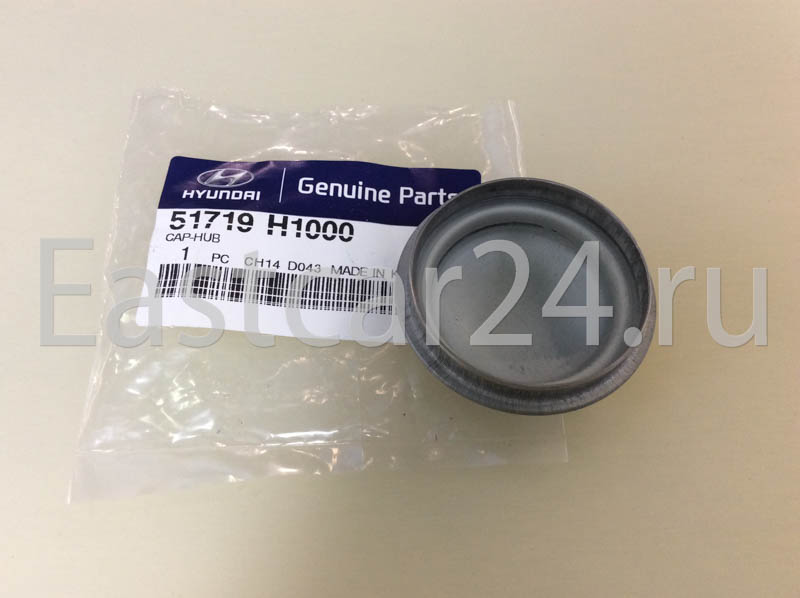 HYUNDAI
Genuine Parts
51719 H1000
CAP-HUB
1 PC CH14 D043 MADE IN K
Eastcar24.ru